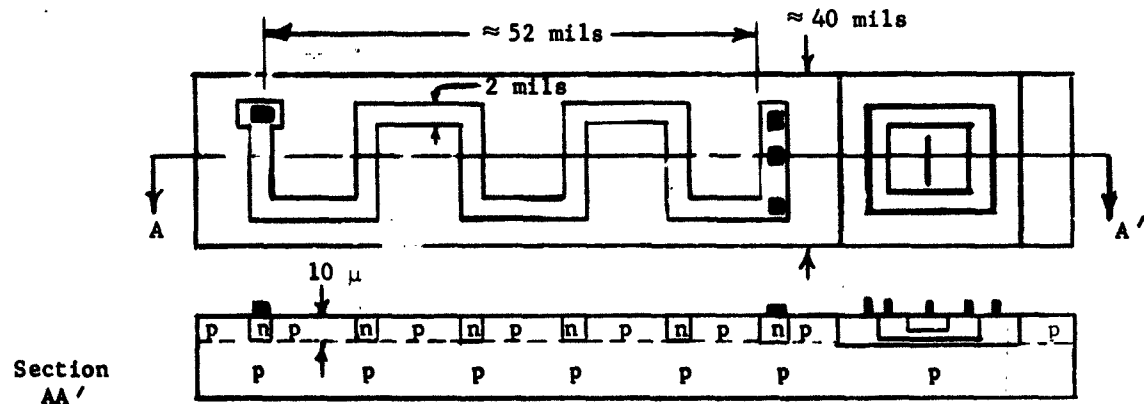 ≈ 40 mils
≈ 52 mils
2 mils
A A′
10 μ
p n p n p n p n p n p n p p
p p p p p p p
Section
AA′